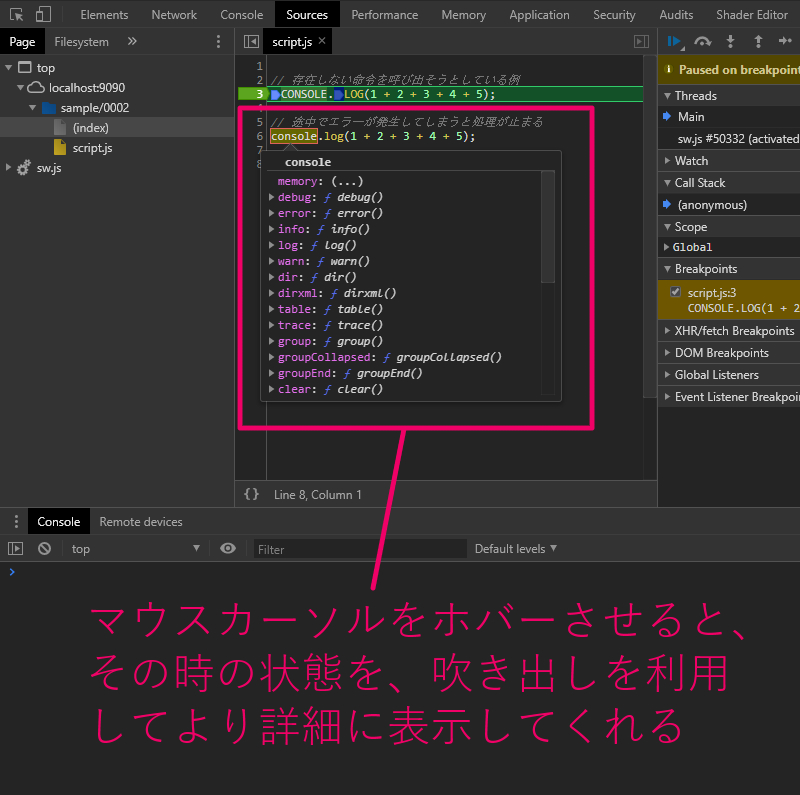 Elements Network Console Sources Performance Memory Application Security Audits Shader Editor
Page Filesystem »
script.js ×
top
localhost:9090
sample/0002
(index)
script.js
sw.js
1
2 // 存在しない命令を呼び出そうとしている例
3 CONSOLE.LOG(1 + 2 + 3 + 4 + 5);
4
5 // 途中でエラーが発生してしまうと処理が止まる
6 console.log(1 + 2 + 3 + 4 + 5);
7
8
console
memory: (...)
debug: ƒ debug()
error: ƒ error()
info: ƒ info()
log: ƒ log()
warn: ƒ warn()
dir: ƒ dir()
dirxml: ƒ dirxml()
table: ƒ table()
trace: ƒ trace()
group: ƒ group()
groupCollapsed: ƒ groupCollapsed()
groupEnd: ƒ groupEnd()
clear: ƒ clear()
{ } Line 8, Column 1
Paused on breakpoint
Threads
Main
sw.js #50332 (activated
Watch
Call Stack
(anonymous)
Scope
Global
Breakpoints
script.js:3
CONSOLE.LOG(1 + 2
XHR/fetch Breakpoints
DOM Breakpoints
Global Listeners
Event Listener Breakpoi
Console Remote devices
top Filter Default levels
>
マウスカーソルをホバーさせると、
その時の状態を、吹き出しを利用
してより詳細に表示してくれる